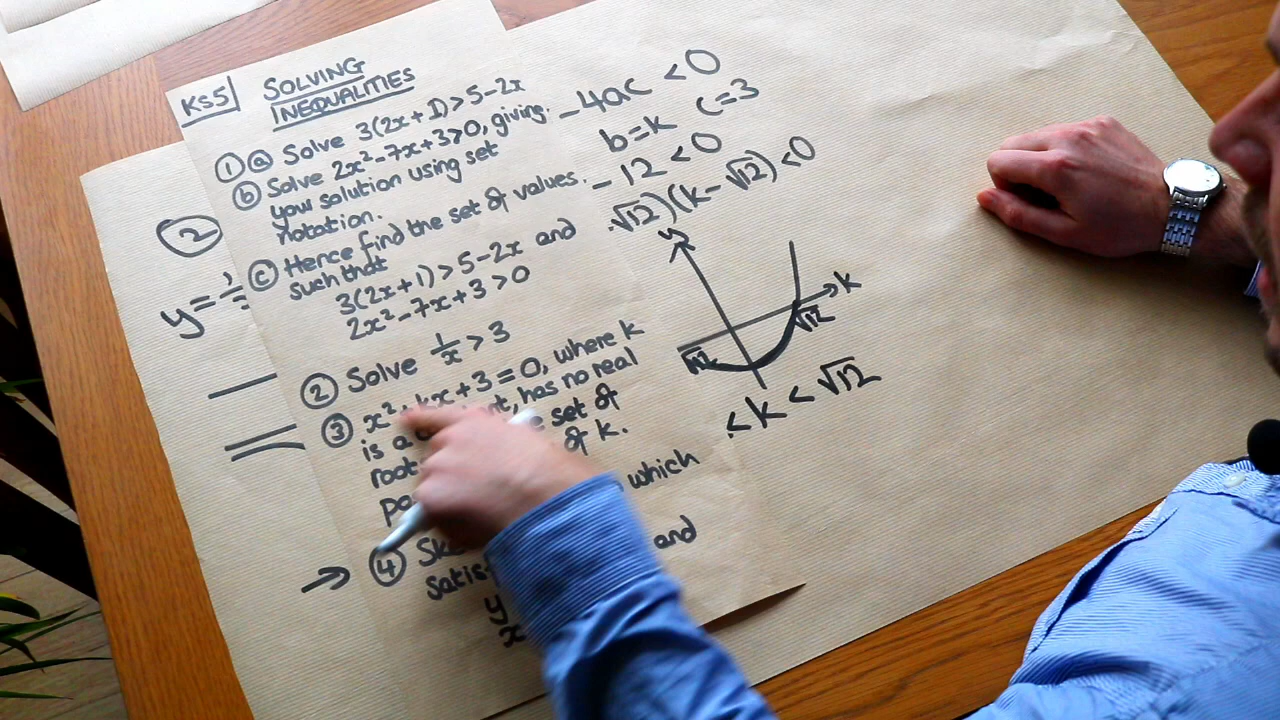 KS5
SOLVING
INEQUALITIES
① ⓐ Solve 3(2x+1)>5-2x
ⓑ Solve 2x²-7x+3>0, giving
your solution using set
notation.
ⓒ Hence find the set of values.
such that
3(2x+1)>5-2x and
2x²-7x+3>0
② Solve 1/x > 3
③ x²+kx+3=0, where k
is a has no real
set of
of k.
which
④
and
y
x
②
y=
-4ac <0
b=k c=3
-12<0
√12)(k-√12)<0
y
k
√12
√12
<k<√12